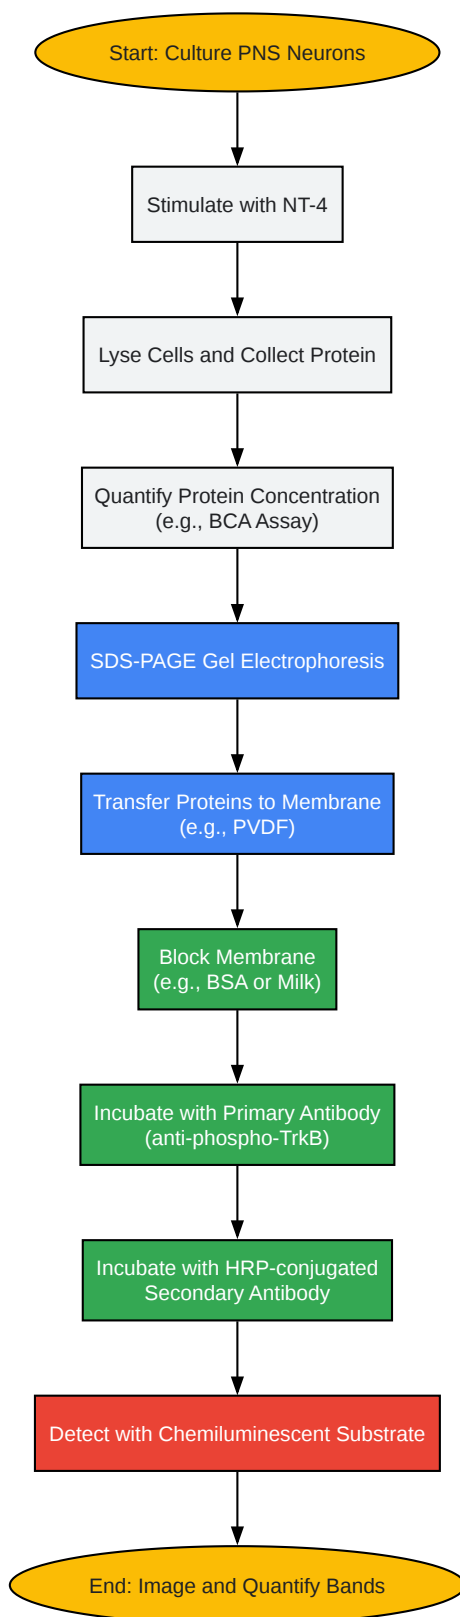 Start: Culture PNS Neurons
Stimulate with NT-4
Lyse Cells and Collect Protein
Quantify Protein Concentration
(e.g., BCA Assay)
SDS-PAGE Gel Electrophoresis
Transfer Proteins to Membrane
(e.g., PVDF)
Block Membrane
(e.g., BSA or Milk)
Incubate with Primary Antibody
(anti-phospho-TrkB)
Incubate with HRP-conjugated
Secondary Antibody
Detect with Chemiluminescent Substrate
End: Image and Quantify Bands